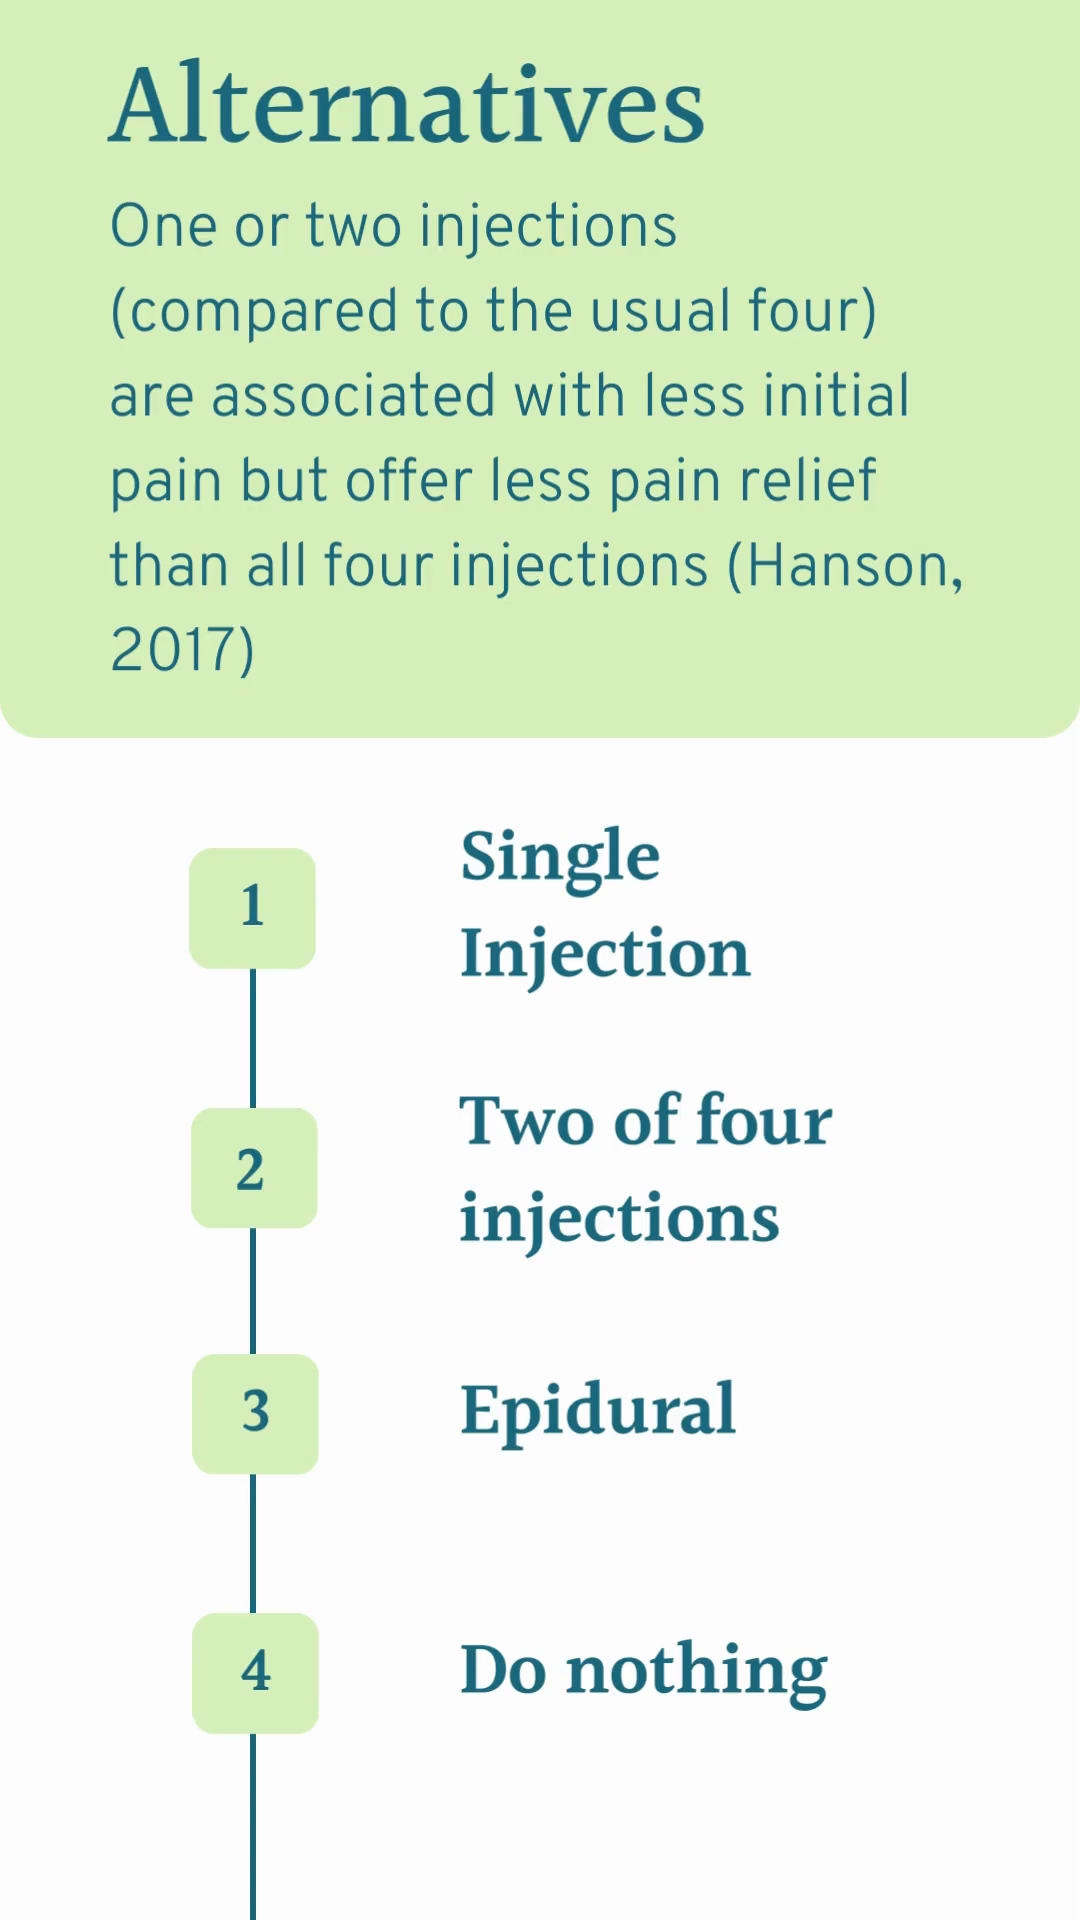 Alternatives
One or two injections
(compared to the usual four)
are associated with less initial
pain but offer less pain relief
than all four injections (Hanson,
2017)
1
Single
Injection
2
Two of four
injections
3
Epidural
4
Do nothing